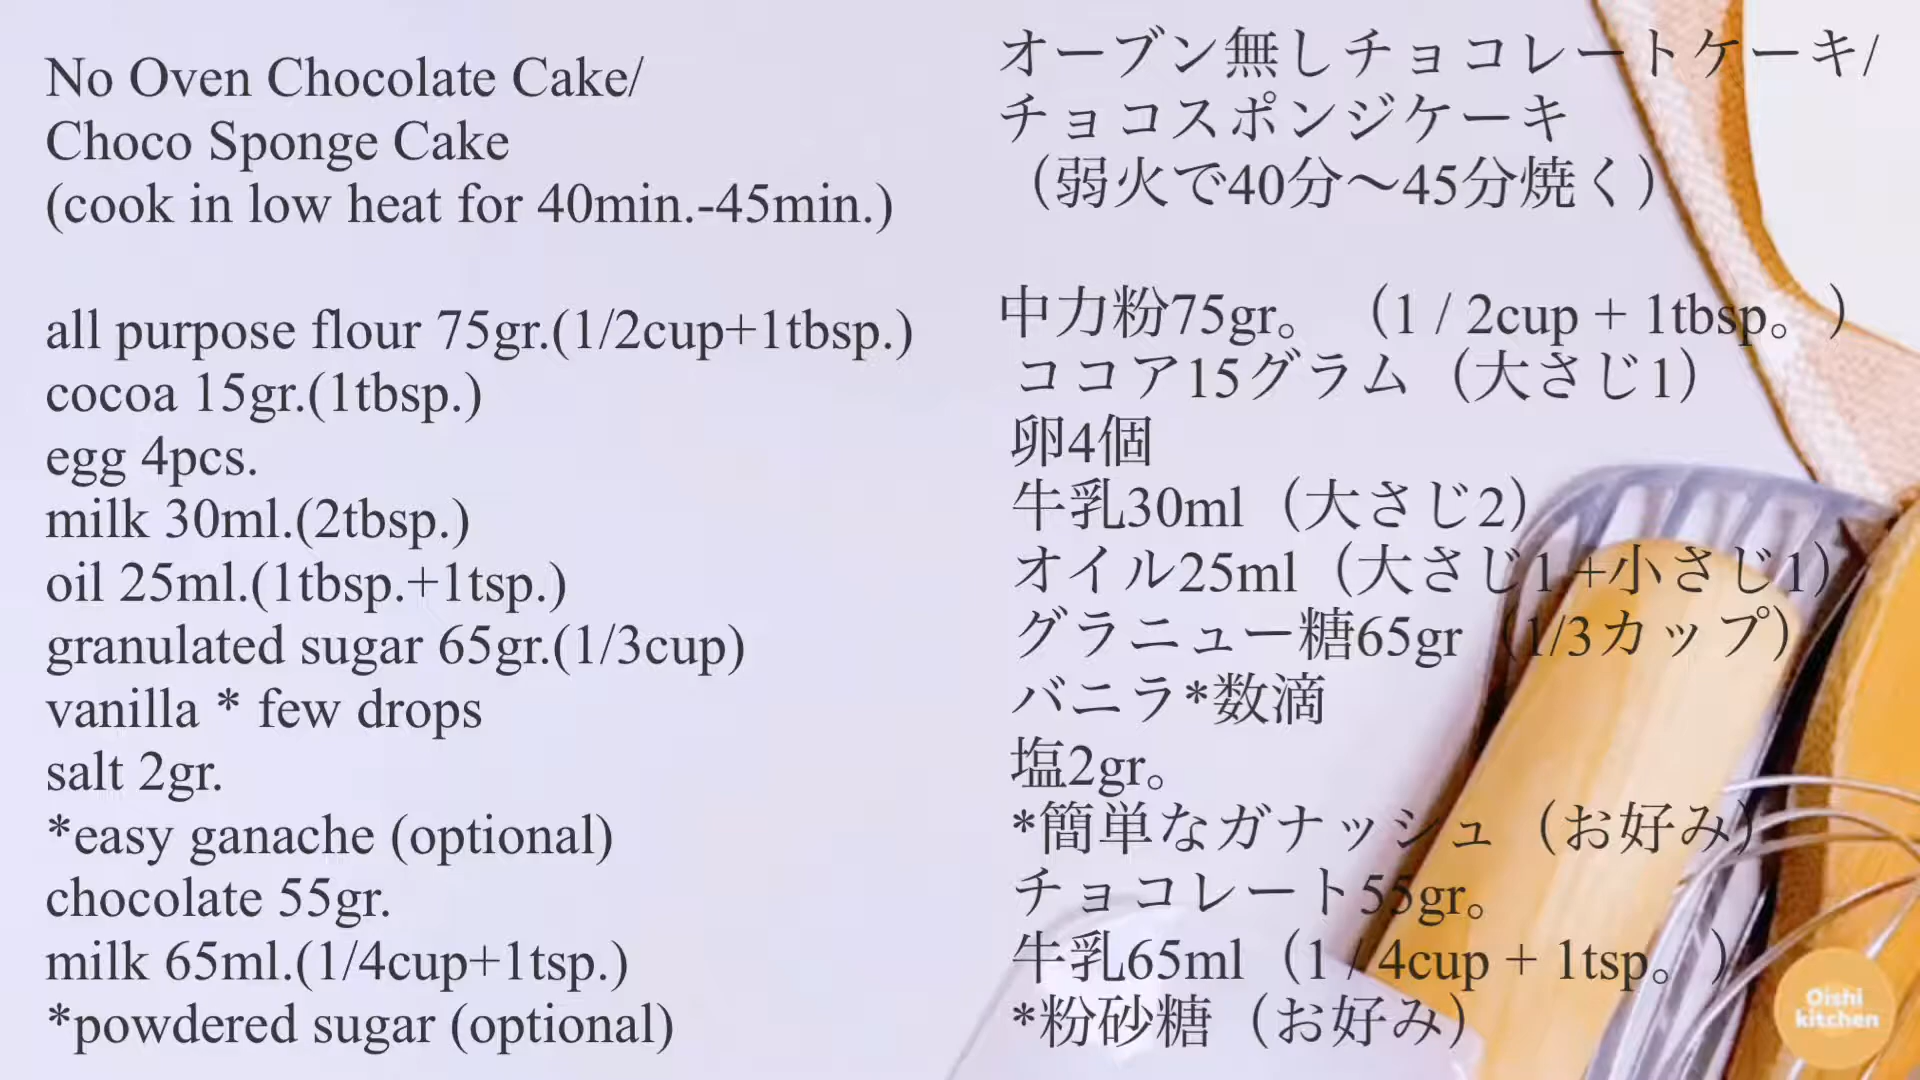 No Oven Chocolate Cake/
Choco Sponge Cake
(cook in low heat for 40min.-45min.)
all purpose flour 75gr.(1/2cup+1tbsp.)
cocoa 15gr.(1tbsp.)
egg 4pcs.
milk 30ml.(2tbsp.)
oil 25ml.(1tbsp.+1tsp.)
granulated sugar 65gr.(1/3cup)
vanilla * few drops
salt 2gr.
*easy ganache (optional)
chocolate 55gr.
milk 65ml.(1/4cup+1tsp.)
*powdered sugar (optional)
オーブン無しチョコレートケーキ/
チョコスポンジケーキ
（弱火で40分〜45分焼く）
中力粉75gr。（1 / 2cup + 1tbsp。）
ココア15グラム（大さじ1）
卵4個
牛乳30ml（大さじ2）
オイル25ml（大さじ1 +小さじ1）
グラニュー糖65gr（1/3カップ）
バニラ*数滴
塩2gr。
*簡単なガナッシュ（お好み）
チョコレート55gr。
牛乳65ml（1 / 4cup + 1tsp。）
*粉砂糖（お好み）
Oishi
kitchen